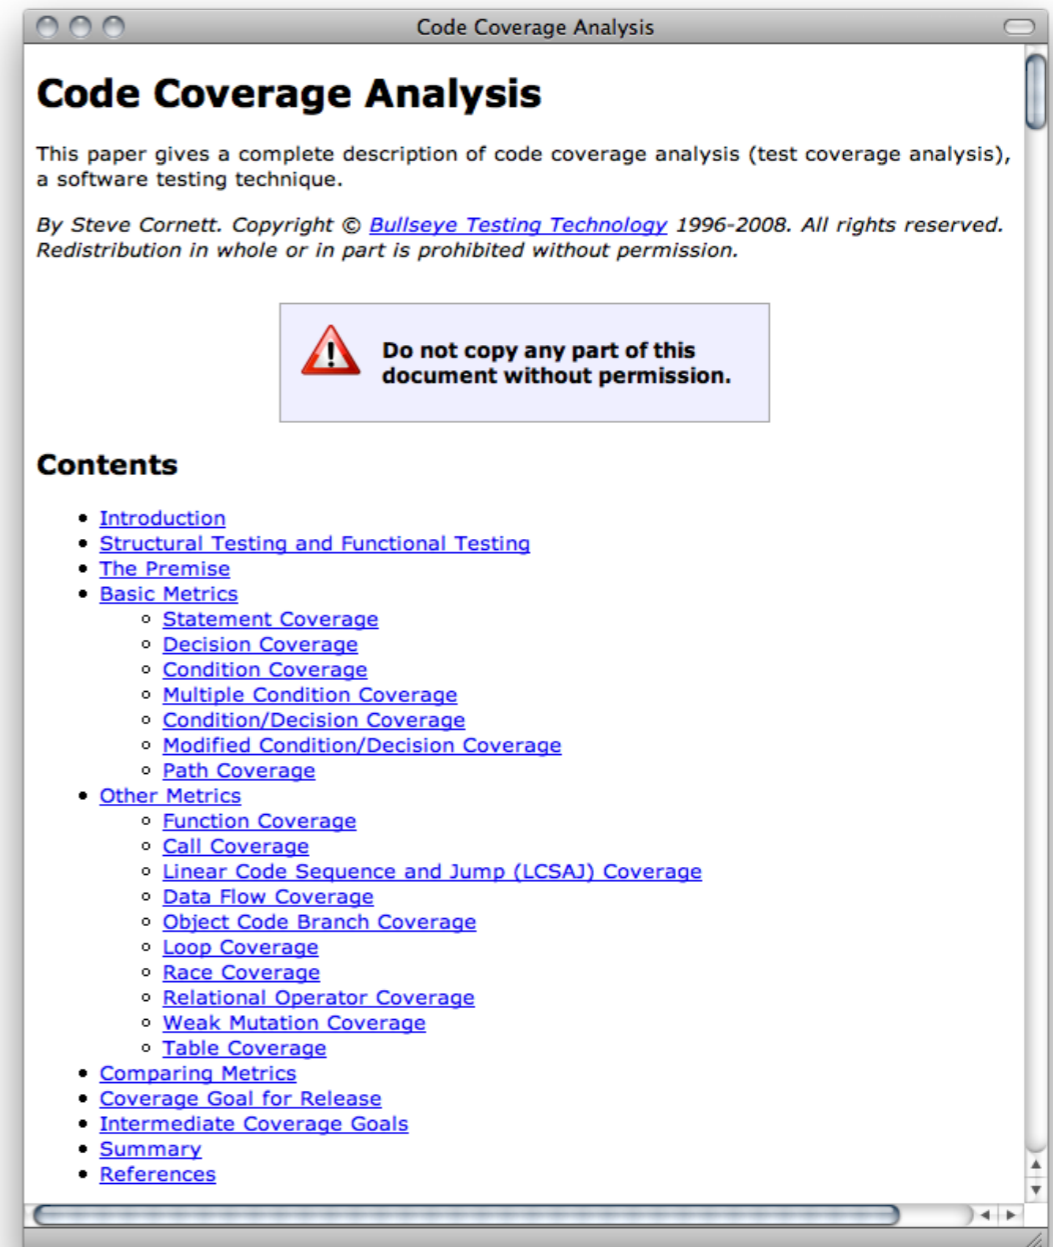 Code Coverage Analysis
Code Coverage Analysis
This paper gives a complete description of code coverage analysis (test coverage analysis),
a software testing technique.
By Steve Cornett. Copyright © Bullseye Testing Technology 1996-2008. All rights reserved.
Redistribution in whole or in part is prohibited without permission.
Do not copy any part of this
document without permission.
Contents
• Introduction
• Structural Testing and Functional Testing
• The Premise
• Basic Metrics
◦ Statement Coverage
◦ Decision Coverage
◦ Condition Coverage
◦ Multiple Condition Coverage
◦ Condition/Decision Coverage
◦ Modified Condition/Decision Coverage
◦ Path Coverage
• Other Metrics
◦ Function Coverage
◦ Call Coverage
◦ Linear Code Sequence and Jump (LCSAJ) Coverage
◦ Data Flow Coverage
◦ Object Code Branch Coverage
◦ Loop Coverage
◦ Race Coverage
◦ Relational Operator Coverage
◦ Weak Mutation Coverage
◦ Table Coverage
• Comparing Metrics
• Coverage Goal for Release
• Intermediate Coverage Goals
• Summary
• References